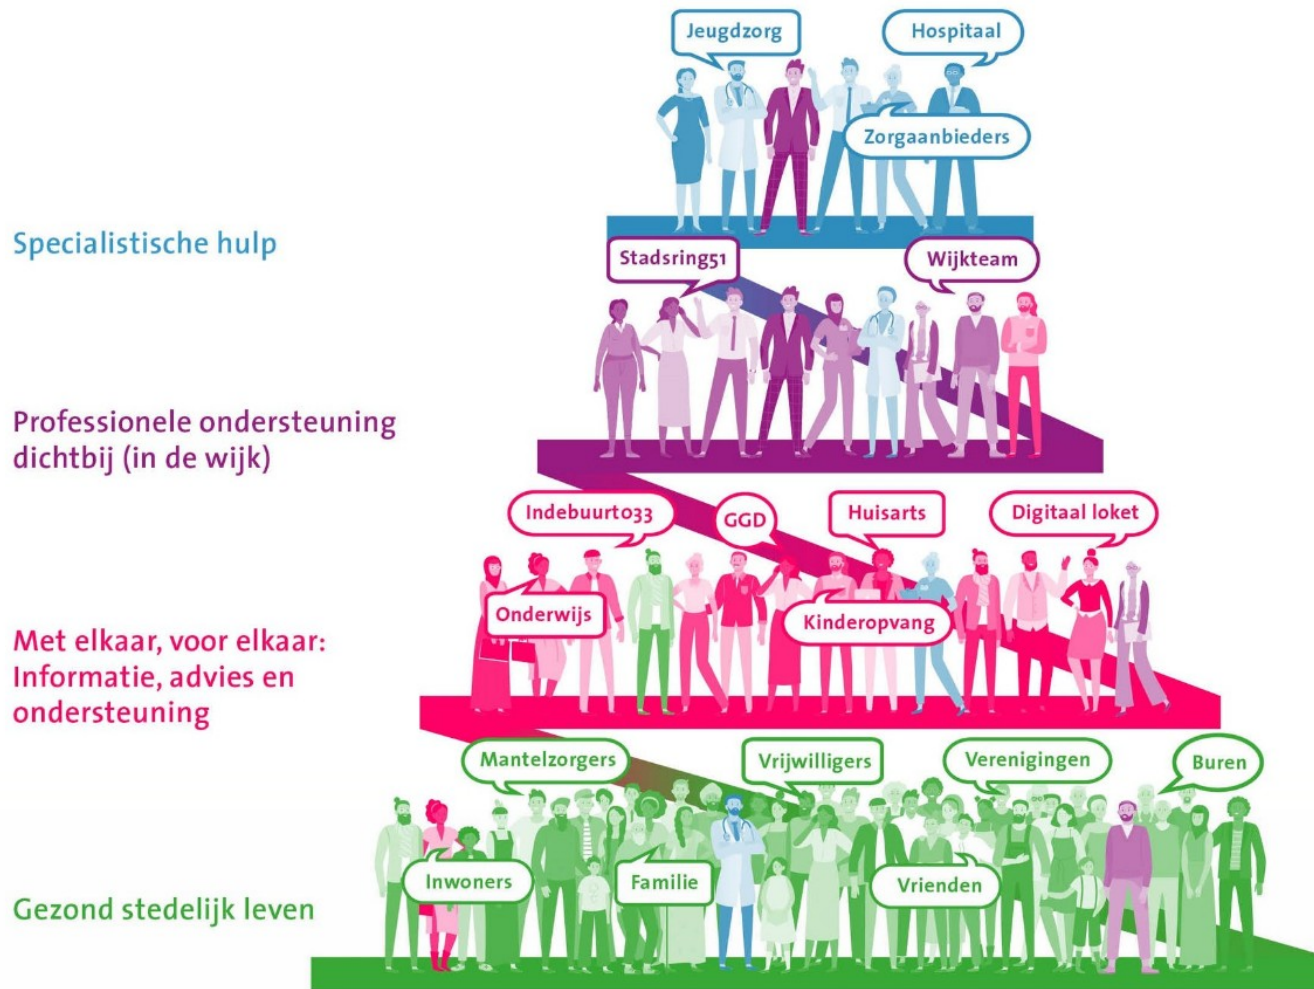 Jeugdzorg
Hospitaal
Zorgaanbieders
Specialistische hulp
Stadsring51
Wijkteam
Professionele ondersteuning
dichtbij (in de wijk)
Indebuurt033
GGD
Huisarts
Digitaal loket
Onderwijs
Kinderopvang
Met elkaar, voor elkaar:
Informatie, advies en
ondersteuning
Mantelzorgers
Vrijwilligers
Verenigingen
Buren
Inwoners
Familie
Vrienden
Gezond stedelijk leven